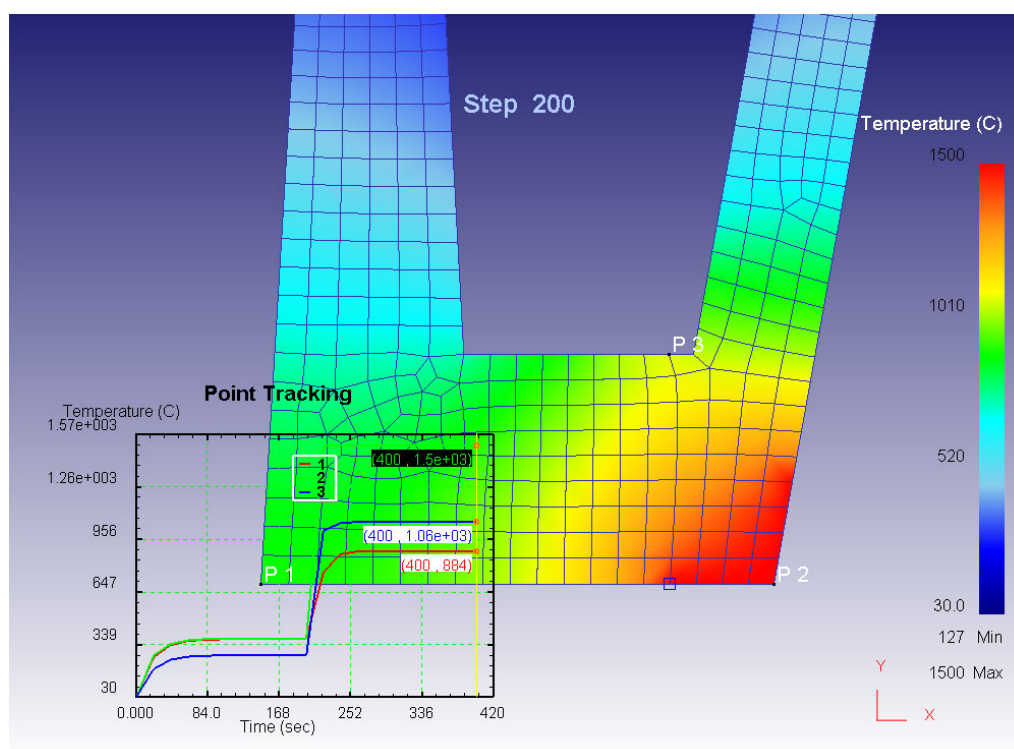 Step 200
Temperature (C)
1500
1010
520
30.0
127 Min
1500 Max
P 3
P 1
P 2
Point Tracking
Temperature (C)
1.57e+003
1.26e+003
956
647
339
30
0.000 84.0 168 252 336 420
Time (sec)
1
2
3
(400 , 1.5e+03)
(400 , 1.06e+03)
(400 , 884)
Y
X